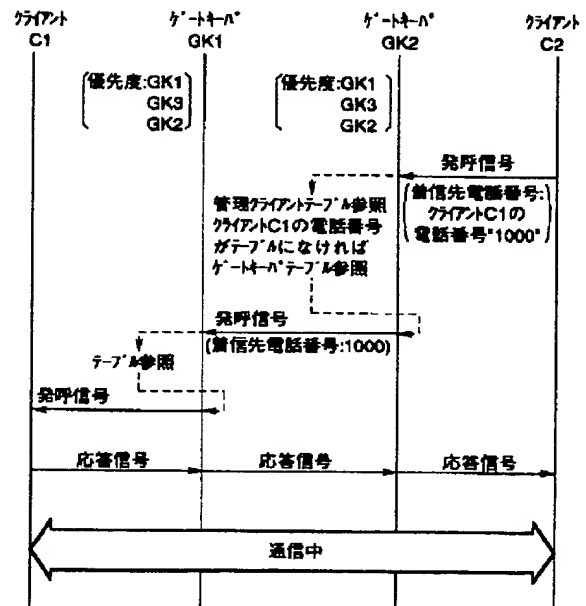 クライアント
C1
ゲートキーパ
GK1
ゲートキーパ
GK2
クライアント
C2
優先度:GK1
GK3
GK2
優先度:GK1
GK3
GK2
発呼信号
着信先電話番号:
クライアントC1の
電話番号"1000"
管理クライアントテーブル参照
クライアントC1の電話番号
がテーブルになければ
ゲートキーパテーブル参照
発呼信号
(着信先電話番号:1000)
テーブル参照
発呼信号
応答信号
応答信号
応答信号
通信中